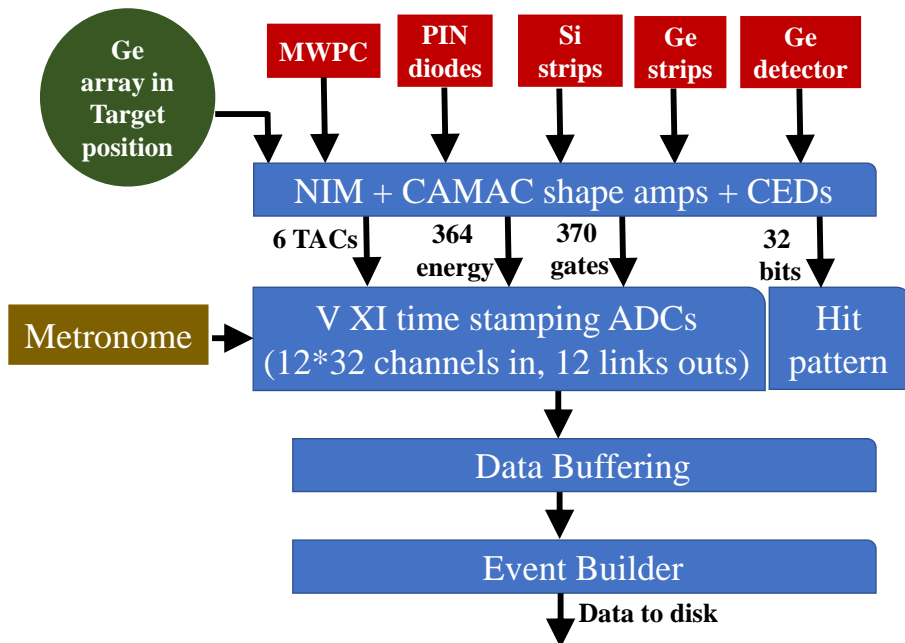 Ge
array in
Target
position
MWPC
PIN
diodes
Si
strips
Ge
strips
Ge
detector
NIM + CAMAC shape amps + CEDs
6 TACs
364
energy
370
gates
32
bits
Metronome
V XI time stamping ADCs
(12*32 channels in, 12 links outs)
Hit
pattern
Data Buffering
Event Builder
Data to disk